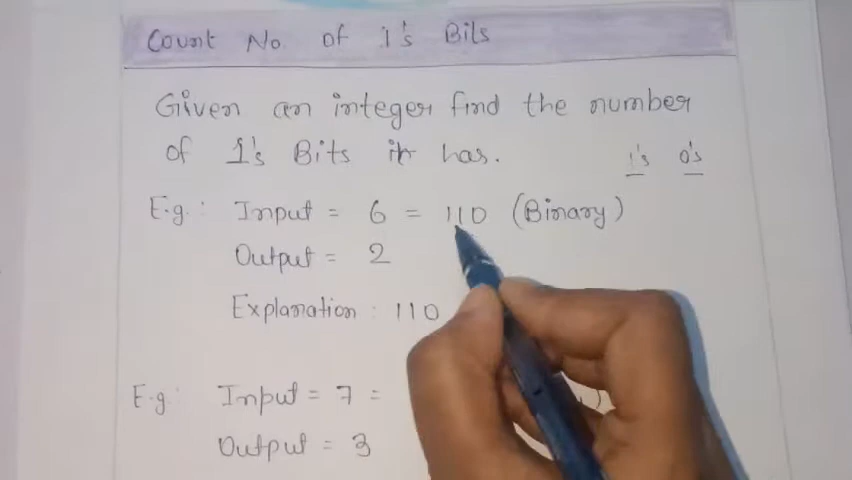 Count No of 1's Bits
Given an integer find the number
of 1's Bits it has. 1's 0's
E.g.: Input = 6 = 110 (Binary)
Output = 2
Explanation : 110
E.g: Input = 7 = )
Output = 3